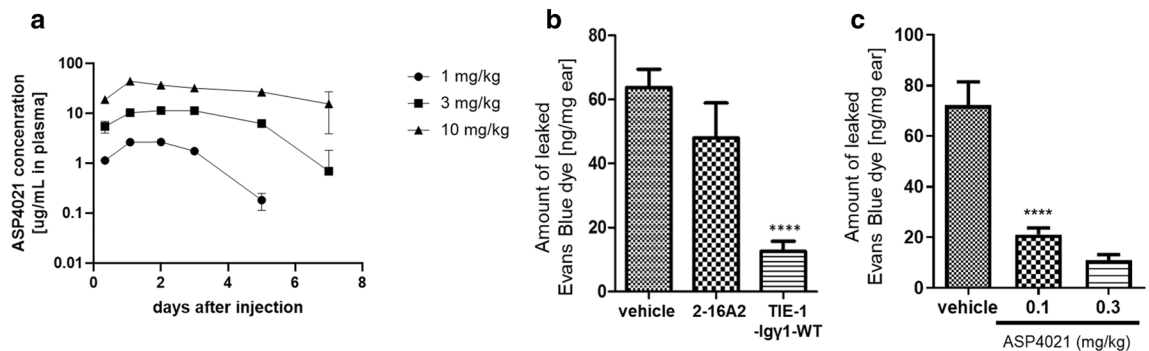 a
ASP4021 concenration
[ug/mL in plasma]
100
10
1
0.1
0.01
0
2
4
6
8
days after injection
1 mg/kg
3 mg/kg
10 mg/kg
b
Amount of leaked
Evans Blue dye [ng/mg ear]
80
60
40
20
0
****
vehicle
2-16A2
TIE-1
-Igγ1-WT
c
Amount of leaked
Evans Blue dye [ng/mg ear]
100
80
60
40
20
0
****
vehicle
0.1
0.3
ASP4021 (mg/kg)